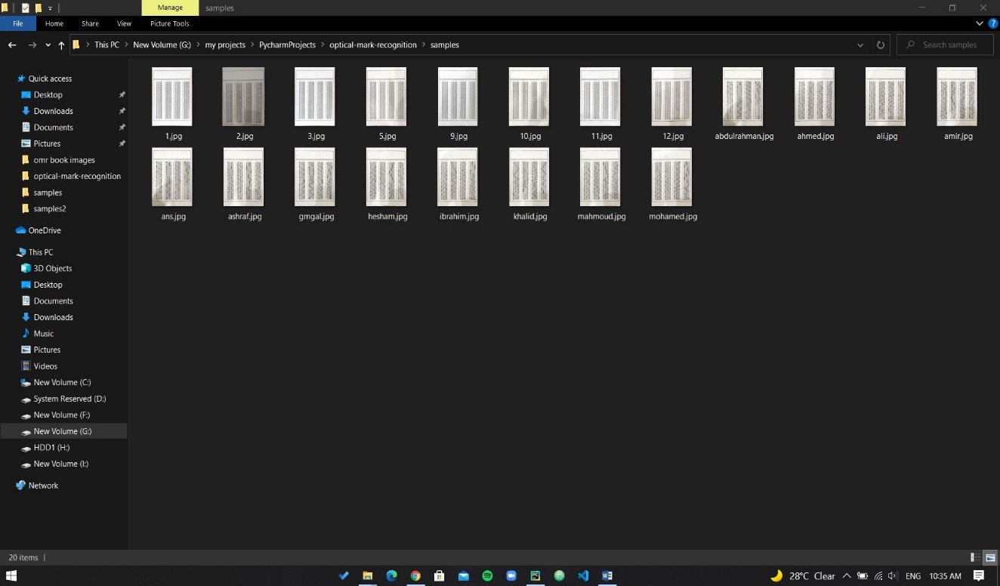 Manage samples
File Home Share View Picture Tools
This PC New Volume (G:) my projects PycharmProjects optical-mark-recognition samples Search samples
Quick access
Desktop
Downloads
Documents
Pictures
omr book images
optical-mark-recognition
samples
samples2
OneDrive
This PC
3D Objects
Desktop
Documents
Downloads
Music
Pictures
Videos
New Volume (C:)
System Reserved (D:)
New Volume (F:)
New Volume (G:)
HDD1 (H:)
New Volume (I:)
Network
1.jpg 2.jpg 3.jpg 5.jpg 9.jpg 10.jpg 11.jpg 12.jpg abdulrahman.jpg ahmed.jpg ali.jpg amir.jpg
ans.jpg ashraf.jpg gmgal.jpg hesham.jpg ibrahim.jpg khalid.jpg mahmoud.jpg mohamed.jpg
20 items
28°C Clear ENG 10:35 AM